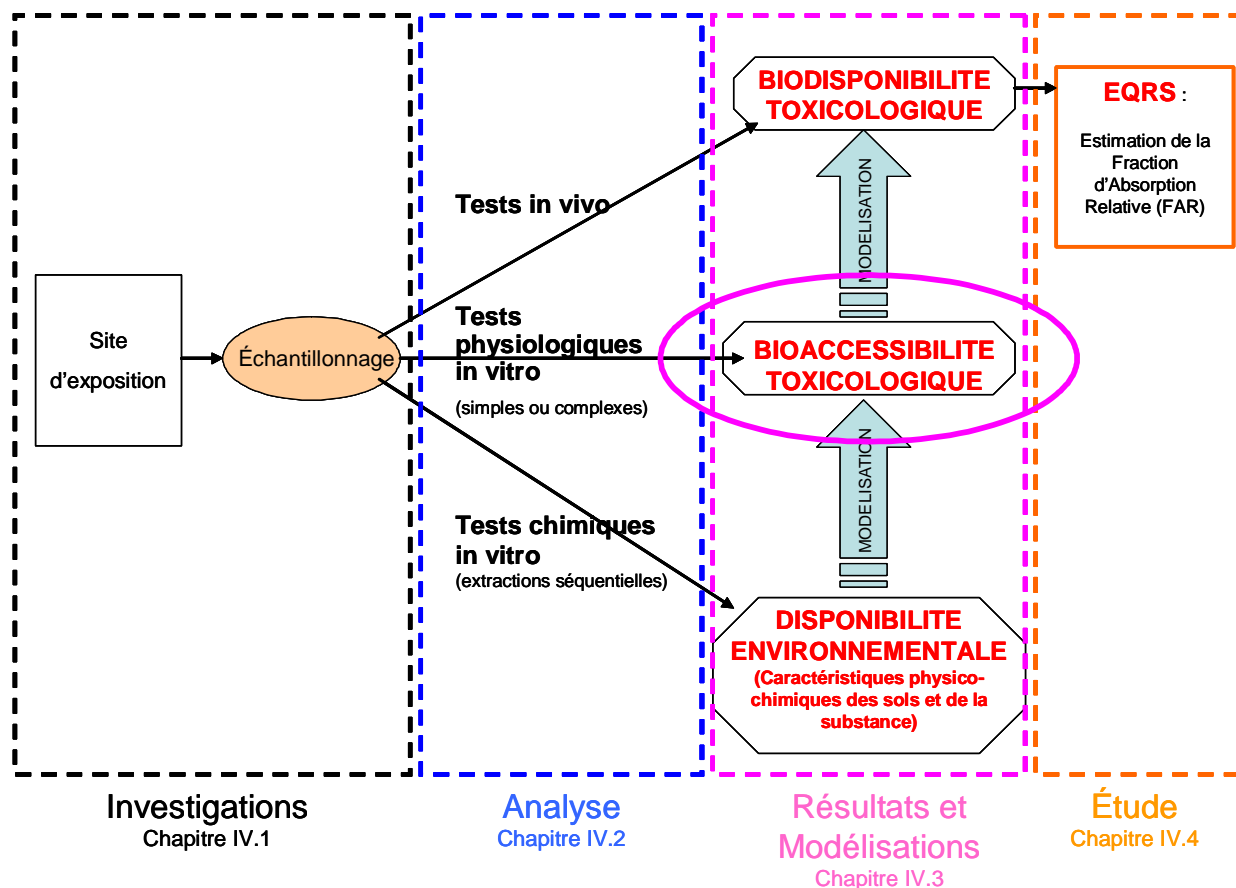 Site
d'exposition
Échantillonnage
Tests in vivo
Tests
physiologiques
in vitro
(simples ou complexes)
Tests chimiques
in vitro
(extractions séquentielles)
BIODISPONIBILITE
TOXICOLOGIQUE
MODELISATION
BIOACCESSIBILITE
TOXICOLOGIQUE
MODELISATION
DISPONIBILITE
ENVIRONNEMENTALE
(Caractéristiques physico-
chimiques des sols et de la
substance)
EQRS :
Estimation de la
Fraction
d'Absorption
Relative (FAR)
Investigations
Chapitre IV.1
Analyse
Chapitre IV.2
Résultats et
Modélisations
Chapitre IV.3
Étude
Chapitre IV.4